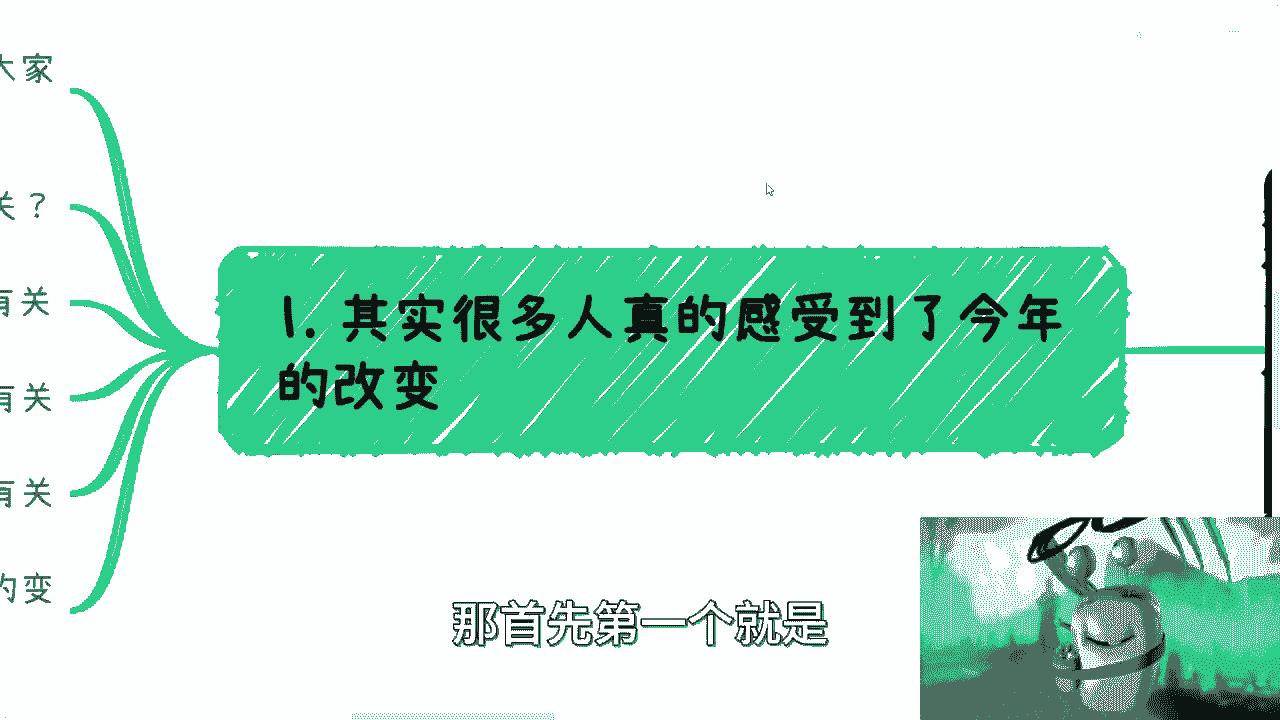 大家
关？
有关
有关
有关
的变
1. 其实很多人真的感受到了今年
的改变
那首先第一个就是